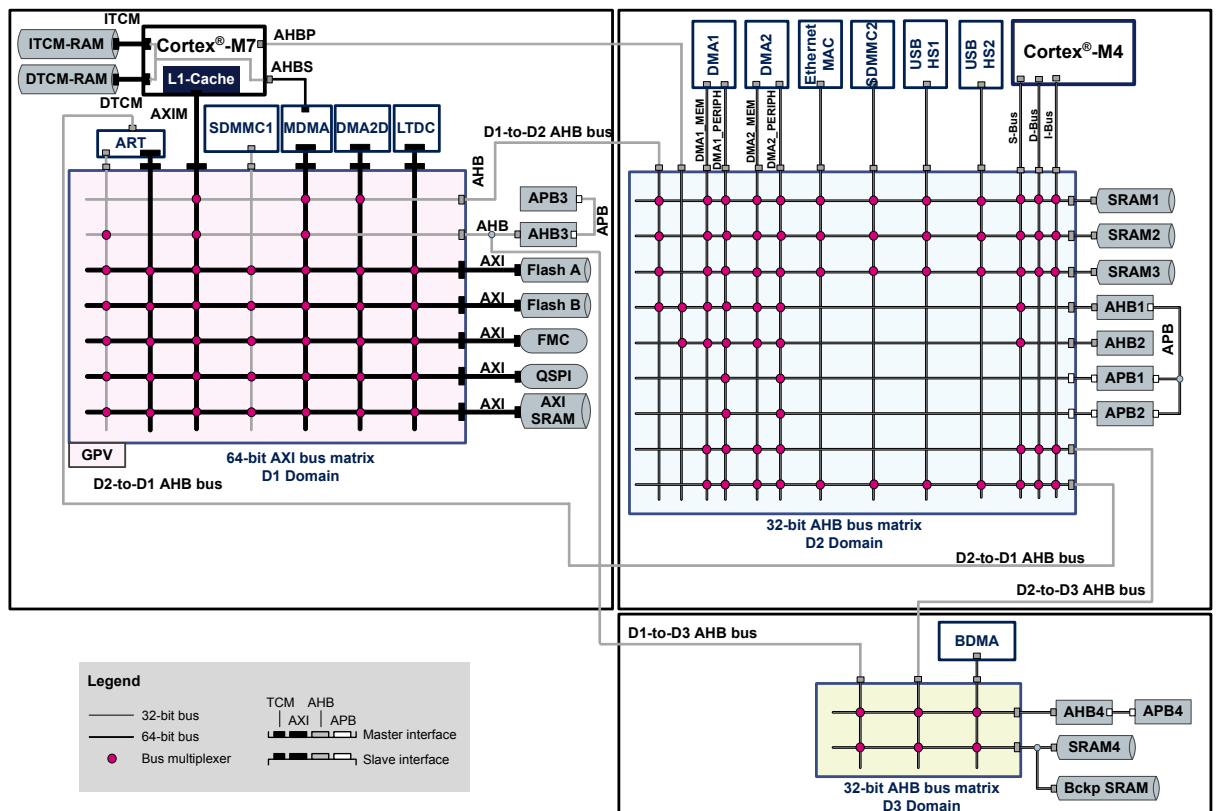 ITCM
ITCM-RAM
Cortex®-M7
AHBP
AHBS
DTCM-RAM
L1-Cache
DTCM
AXIM
ART
SDMMC1
MDMA
DMA2D
LTDC
D1-to-D2 AHB bus
AHB
APB3
AHB
AHB3
APB
AXI
Flash A
AXI
Flash B
AXI
FMC
AXI
QSPI
AXI
AXI
SRAM
GPV
64-bit AXI bus matrix
D1 Domain
D2-to-D1 AHB bus
DMA1
DMA2
Ethernet
MAC
SDMMC2
USB
HS1
USB
HS2
Cortex®-M4
DMA1_MEM
DMA1_PERIPH
DMA2_MEM
DMA2_PERIPH
S-Bus
D-Bus
I-Bus
SRAM1
SRAM2
SRAM3
AHB1
AHB2
APB
APB1
APB2
32-bit AHB bus matrix
D2 Domain
D2-to-D1 AHB bus
D2-to-D3 AHB bus
D1-to-D3 AHB bus
BDMA
AHB4
APB4
SRAM4
Bckp SRAM
32-bit AHB bus matrix
D3 Domain
Legend
32-bit bus
64-bit bus
Bus multiplexer
TCM AHB
AXI APB
Master interface
Slave interface